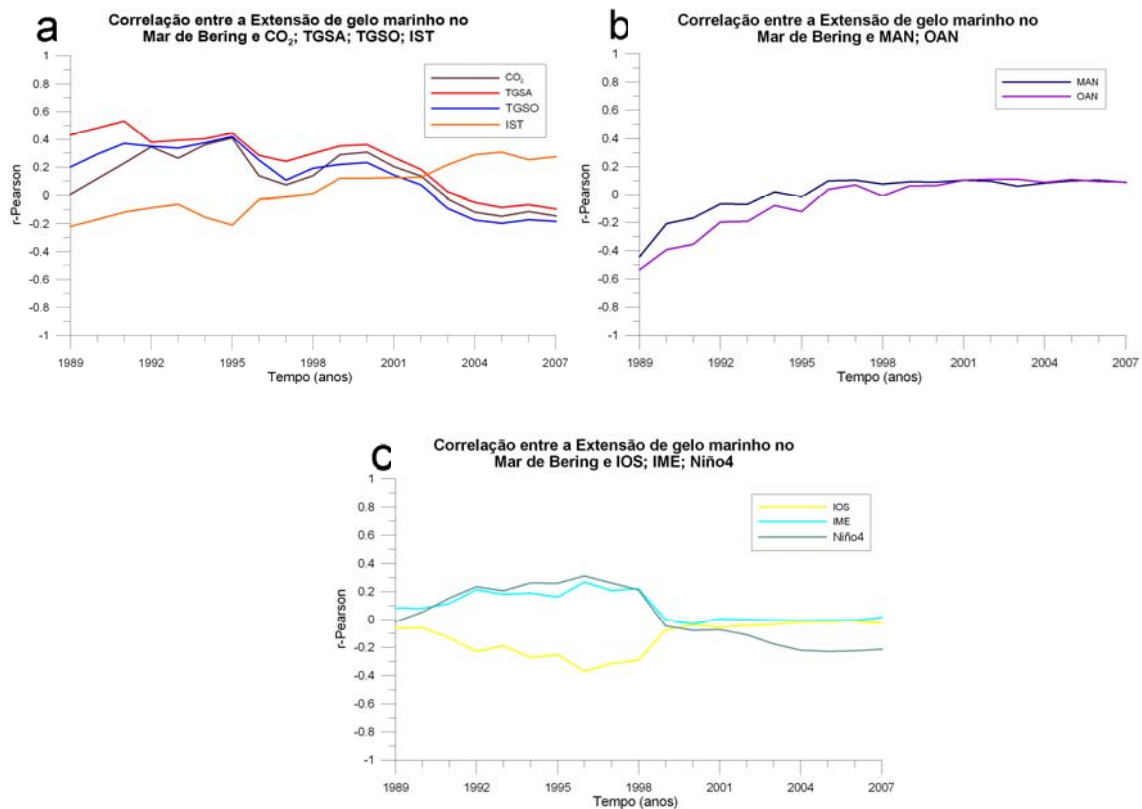 a
Correlação entre a Extensão de gelo marinho no
Mar de Bering e CO₂; TGSA; TGSO; IST
1
0.8
0.6
0.4
0.2
0
-0.2
-0.4
-0.6
-0.8
-1
r-Pearson
CO₂
TGSA
TGSO
IST
1989 1992 1995 1998 2001 2004 2007
Tempo (anos)
b
Correlação entre a Extensão de gelo marinho no
Mar de Bering e MAN; OAN
1
0.8
0.6
0.4
0.2
0
-0.2
-0.4
-0.6
-0.8
-1
r-Pearson
MAN
OAN
1989 1992 1995 1998 2001 2004 2007
Tempo (anos)
c
Correlação entre a Extensão de gelo marinho no
Mar de Bering e IOS; IME; Niño4
1
0.8
0.6
0.4
0.2
0
-0.2
-0.4
-0.6
-0.8
-1
r-Pearson
IOS
IME
Niño4
1989 1992 1995 1998 2001 2004 2007
Tempo (anos)